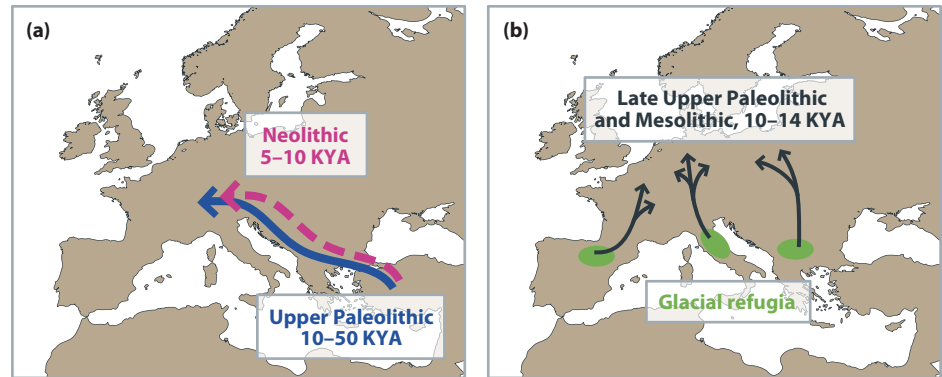 (a)
Neolithic
5–10 KYA
Upper Paleolithic
10–50 KYA
(b)
Late Upper Paleolithic
and Mesolithic, 10–14 KYA
Glacial refugia